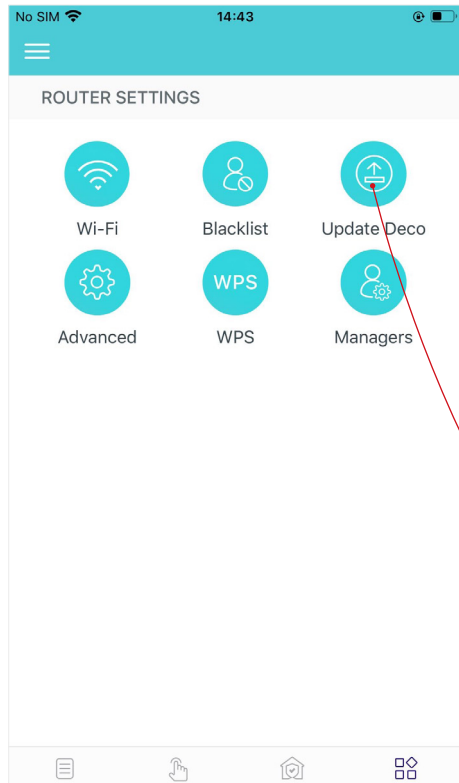 No SIM 14:43
ROUTER SETTINGS
Wi-Fi Blacklist Update Deco
WPS
Advanced WPS Managers